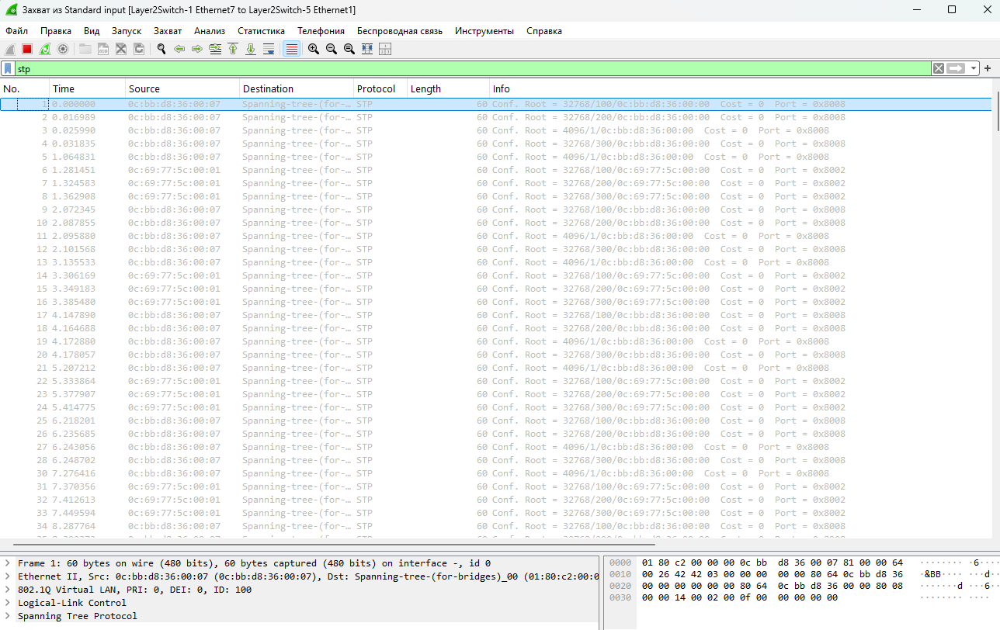 Захват из Standard input [Layer2Switch-1 Ethernet7 to Layer2Switch-5 Ethernet1]
Файл Правка Вид Запуск Захват Анализ Статистика Телефония Беспроводная связь Инструменты Справка
stp
No. Time Source Destination Protocol Length Info
1 0.000000 0c:bb:d8:36:00:07 Spanning-tree-(for-… STP 60 Conf. Root = 32768/100/0c:bb:d8:36:00:00 Cost = 0 Port = 0x8008
2 0.016989 0c:bb:d8:36:00:07 Spanning-tree-(for-… STP 60 Conf. Root = 32768/200/0c:bb:d8:36:00:00 Cost = 0 Port = 0x8008
3 0.025990 0c:bb:d8:36:00:07 Spanning-tree-(for-… STP 60 Conf. Root = 4096/1/0c:bb:d8:36:00:00 Cost = 0 Port = 0x8008
4 0.031835 0c:bb:d8:36:00:07 Spanning-tree-(for-… STP 60 Conf. Root = 32768/300/0c:bb:d8:36:00:00 Cost = 0 Port = 0x8008
5 1.064831 0c:bb:d8:36:00:07 Spanning-tree-(for-… STP 60 Conf. Root = 4096/1/0c:bb:d8:36:00:00 Cost = 0 Port = 0x8008
6 1.281451 0c:69:77:5c:00:01 Spanning-tree-(for-… STP 60 Conf. Root = 32768/100/0c:69:77:5c:00:00 Cost = 0 Port = 0x8002
7 1.324583 0c:69:77:5c:00:01 Spanning-tree-(for-… STP 60 Conf. Root = 32768/200/0c:69:77:5c:00:00 Cost = 0 Port = 0x8002
8 1.362908 0c:69:77:5c:00:01 Spanning-tree-(for-… STP 60 Conf. Root = 32768/300/0c:69:77:5c:00:00 Cost = 0 Port = 0x8002
9 2.072345 0c:bb:d8:36:00:07 Spanning-tree-(for-… STP 60 Conf. Root = 32768/100/0c:bb:d8:36:00:00 Cost = 0 Port = 0x8008
10 2.087855 0c:bb:d8:36:00:07 Spanning-tree-(for-… STP 60 Conf. Root = 32768/200/0c:bb:d8:36:00:00 Cost = 0 Port = 0x8008
11 2.095880 0c:bb:d8:36:00:07 Spanning-tree-(for-… STP 60 Conf. Root = 4096/1/0c:bb:d8:36:00:00 Cost = 0 Port = 0x8008
12 2.101568 0c:bb:d8:36:00:07 Spanning-tree-(for-… STP 60 Conf. Root = 32768/300/0c:bb:d8:36:00:00 Cost = 0 Port = 0x8008
13 3.135533 0c:bb:d8:36:00:07 Spanning-tree-(for-… STP 60 Conf. Root = 4096/1/0c:bb:d8:36:00:00 Cost = 0 Port = 0x8008
14 3.306169 0c:69:77:5c:00:01 Spanning-tree-(for-… STP 60 Conf. Root = 32768/100/0c:69:77:5c:00:00 Cost = 0 Port = 0x8002
15 3.349183 0c:69:77:5c:00:01 Spanning-tree-(for-… STP 60 Conf. Root = 32768/200/0c:69:77:5c:00:00 Cost = 0 Port = 0x8002
16 3.385480 0c:69:77:5c:00:01 Spanning-tree-(for-… STP 60 Conf. Root = 32768/300/0c:69:77:5c:00:00 Cost = 0 Port = 0x8002
17 4.147890 0c:bb:d8:36:00:07 Spanning-tree-(for-… STP 60 Conf. Root = 32768/100/0c:bb:d8:36:00:00 Cost = 0 Port = 0x8008
18 4.164688 0c:bb:d8:36:00:07 Spanning-tree-(for-… STP 60 Conf. Root = 32768/200/0c:bb:d8:36:00:00 Cost = 0 Port = 0x8008
19 4.172880 0c:bb:d8:36:00:07 Spanning-tree-(for-… STP 60 Conf. Root = 4096/1/0c:bb:d8:36:00:00 Cost = 0 Port = 0x8008
20 4.178057 0c:bb:d8:36:00:07 Spanning-tree-(for-… STP 60 Conf. Root = 32768/300/0c:bb:d8:36:00:00 Cost = 0 Port = 0x8008
21 5.207212 0c:bb:d8:36:00:07 Spanning-tree-(for-… STP 60 Conf. Root = 4096/1/0c:bb:d8:36:00:00 Cost = 0 Port = 0x8008
22 5.333864 0c:69:77:5c:00:01 Spanning-tree-(for-… STP 60 Conf. Root = 32768/100/0c:69:77:5c:00:00 Cost = 0 Port = 0x8002
23 5.377907 0c:69:77:5c:00:01 Spanning-tree-(for-… STP 60 Conf. Root = 32768/200/0c:69:77:5c:00:00 Cost = 0 Port = 0x8002
24 5.414775 0c:69:77:5c:00:01 Spanning-tree-(for-… STP 60 Conf. Root = 32768/300/0c:69:77:5c:00:00 Cost = 0 Port = 0x8002
25 6.218201 0c:bb:d8:36:00:07 Spanning-tree-(for-… STP 60 Conf. Root = 32768/100/0c:bb:d8:36:00:00 Cost = 0 Port = 0x8008
26 6.235685 0c:bb:d8:36:00:07 Spanning-tree-(for-… STP 60 Conf. Root = 32768/200/0c:bb:d8:36:00:00 Cost = 0 Port = 0x8008
27 6.243056 0c:bb:d8:36:00:07 Spanning-tree-(for-… STP 60 Conf. Root = 4096/1/0c:bb:d8:36:00:00 Cost = 0 Port = 0x8008
28 6.248702 0c:bb:d8:36:00:07 Spanning-tree-(for-… STP 60 Conf. Root = 32768/300/0c:bb:d8:36:00:00 Cost = 0 Port = 0x8008
30 7.276416 0c:bb:d8:36:00:07 Spanning-tree-(for-… STP 60 Conf. Root = 4096/1/0c:bb:d8:36:00:00 Cost = 0 Port = 0x8008
31 7.370356 0c:69:77:5c:00:01 Spanning-tree-(for-… STP 60 Conf. Root = 32768/100/0c:69:77:5c:00:00 Cost = 0 Port = 0x8002
32 7.412613 0c:69:77:5c:00:01 Spanning-tree-(for-… STP 60 Conf. Root = 32768/200/0c:69:77:5c:00:00 Cost = 0 Port = 0x8002
33 7.449594 0c:69:77:5c:00:01 Spanning-tree-(for-… STP 60 Conf. Root = 32768/300/0c:69:77:5c:00:00 Cost = 0 Port = 0x8002
34 8.287764 0c:bb:d8:36:00:07 Spanning-tree-(for-… STP 60 Conf. Root = 32768/100/0c:bb:d8:36:00:00 Cost = 0 Port = 0x8008
Frame 1: 60 bytes on wire (480 bits), 60 bytes captured (480 bits) on interface -, id 0
Ethernet II, Src: 0c:bb:d8:36:00:07 (0c:bb:d8:36:00:07), Dst: Spanning-tree-(for-bridges)_00 (01:80:c2:00:0
802.1Q Virtual LAN, PRI: 0, DEI: 0, ID: 100
Logical-Link Control
Spanning Tree Protocol
0000 01 80 c2 00 00 00 0c bb d8 36 00 07 81 00 00 64 ········ ·6·····d
0010 00 26 42 42 03 00 00 00 00 00 80 64 0c bb d8 36 ·&BB···· ···d···6
0020 00 00 00 00 00 00 80 64 0c bb d8 36 00 00 80 08 ·······d ···6····
0030 00 00 14 00 02 00 0f 00 00 00 00 00 ········ ····